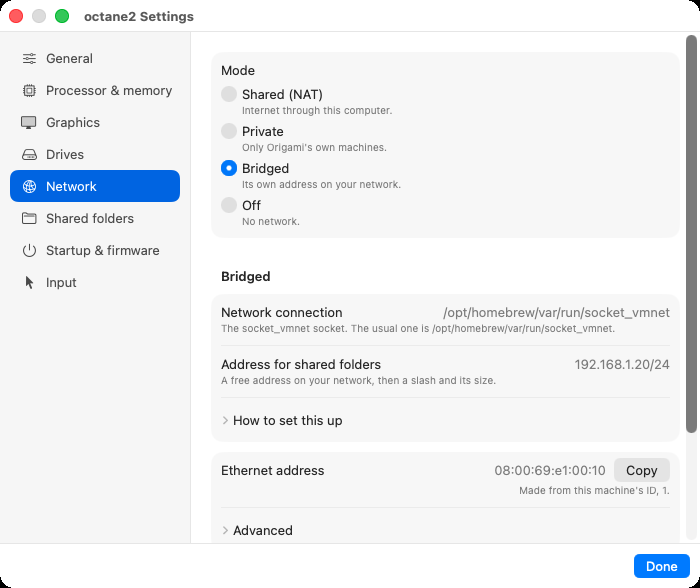 octane2 Settings
General
Processor & memory
Graphics
Drives
Network
Shared folders
Startup & firmware
Input
Mode
Shared (NAT)
Internet through this computer.
Private
Only Origami's own machines.
Bridged
Its own address on your network.
Off
No network.
Bridged
Network connection /opt/homebrew/var/run/socket_vmnet
The socket_vmnet socket. The usual one is /opt/homebrew/var/run/socket_vmnet.
Address for shared folders 192.168.1.20/24
A free address on your network, then a slash and its size.
How to set this up
Ethernet address 08:00:69:e1:00:10 Copy
Made from this machine's ID, 1.
Advanced
Done